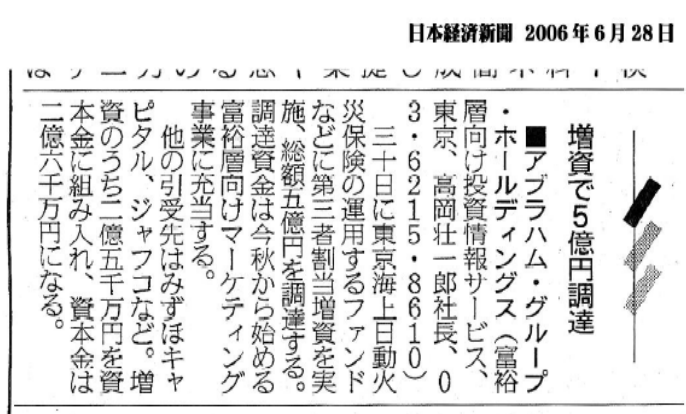 日本経済新聞 2006年6月28日
増資で5億円調達
■アブラハム・グループ
・ホールディングス(富裕
層向け投資情報サービス、
東京、高岡壮一郎社長、0
3・6215・8610)
三十日に東京海上日動火
災保険の運用するファンド
などに第三者割当増資を実
施、総額五億円を調達する。
調達資金は今秋から始める
富裕層向けマーケティング
事業に充当する。
他の引受先はみずほキャ
ピタル、ジャフコなど。増
資のうち二億五千万円を資
本金に組み入れ、資本金は
二億六千万円になる。